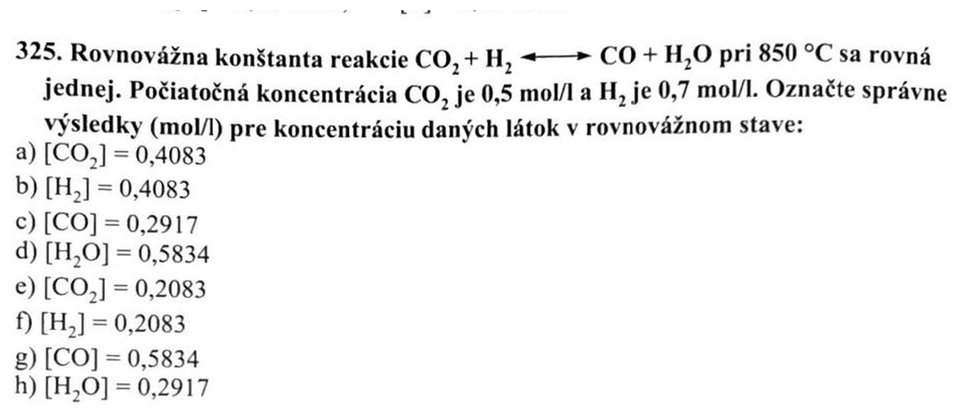 325. Rovnovážna konštanta reakcie CO₂ + H₂ ⟷ CO + H₂O pri 850 °C sa rovná
jednej. Počiatočná koncentrácia CO₂ je 0,5 mol/l a H₂ je 0,7 mol/l. Označte správne
výsledky (mol/l) pre koncentráciu daných látok v rovnovážnom stave:
a) [CO₂] = 0,4083
b) [H₂] = 0,4083
c) [CO] = 0,2917
d) [H₂O] = 0,5834
e) [CO₂] = 0,2083
f) [H₂] = 0,2083
g) [CO] = 0,5834
h) [H₂O] = 0,2917